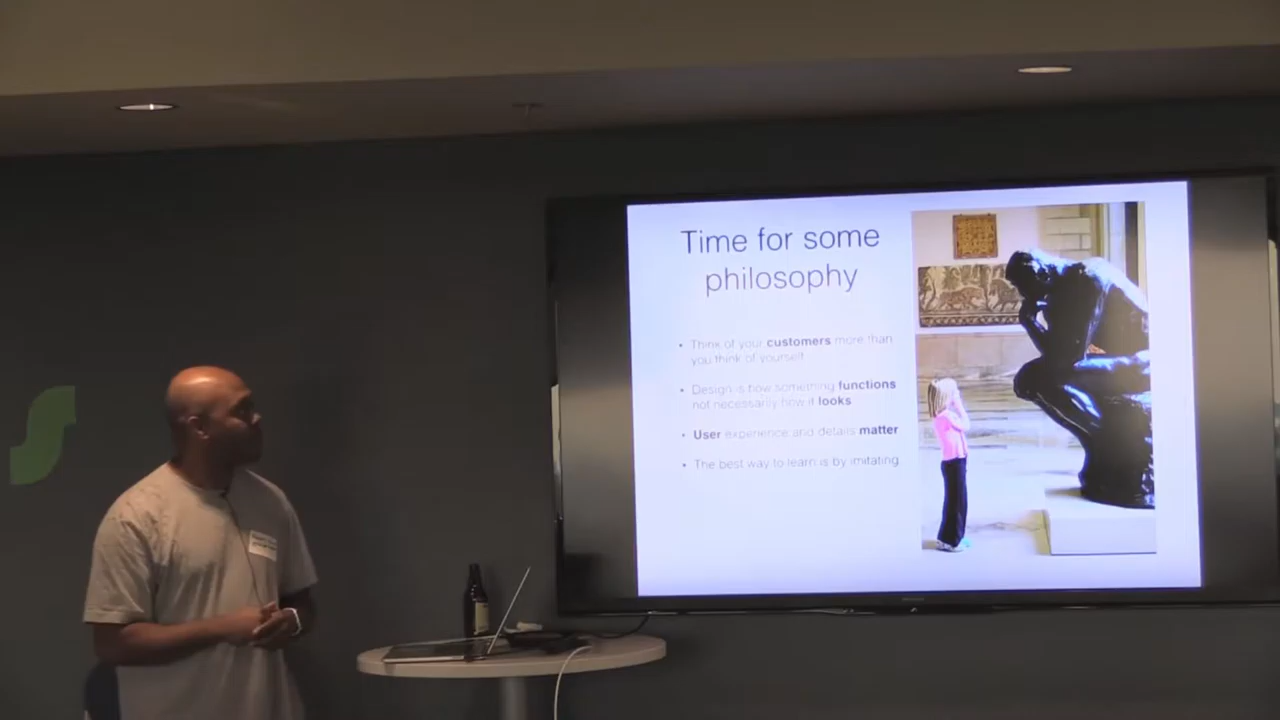 Time for some
philosophy
• Think of your customers more than
you think of yourself
• Design is how something functions
not necessarily how it looks
• User experience and details matter
• The best way to learn is by imitating